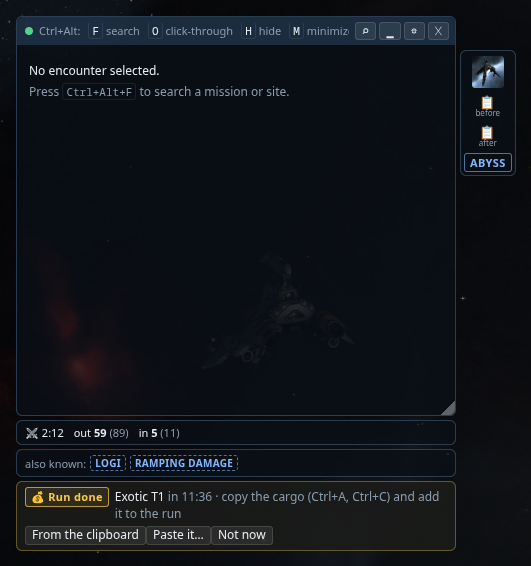 Ctrl+Alt: F search O click-through H hide M minimiz
X
No encounter selected.
Press Ctrl+Alt+F to search a mission or site.
before
after
ABYSS
2:12 out 59 (89) in 5 (11)
also known: LOGI RAMPING DAMAGE
Run done Exotic T1 in 11:36 · copy the cargo (Ctrl+A, Ctrl+C) and add
it to the run
From the clipboard Paste it... Not now